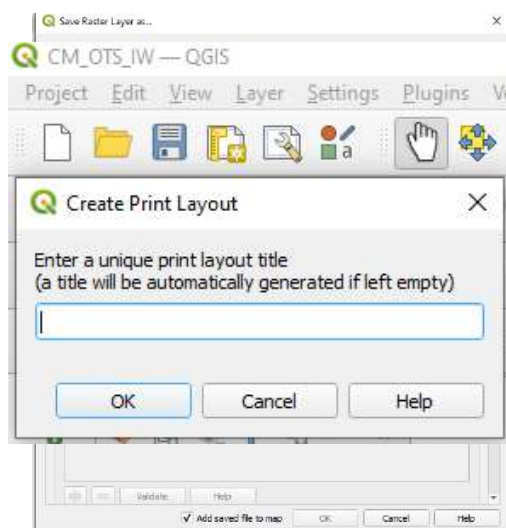 Save Raster Layer as...
CM_OTS_IW — QGIS
Project Edit View Layer Settings Plugins
a
Create Print Layout
Enter a unique print layout title
(a title will be automatically generated if left empty)
OK Cancel Help
Validate Help
Add saved file to map OK Cancel Help